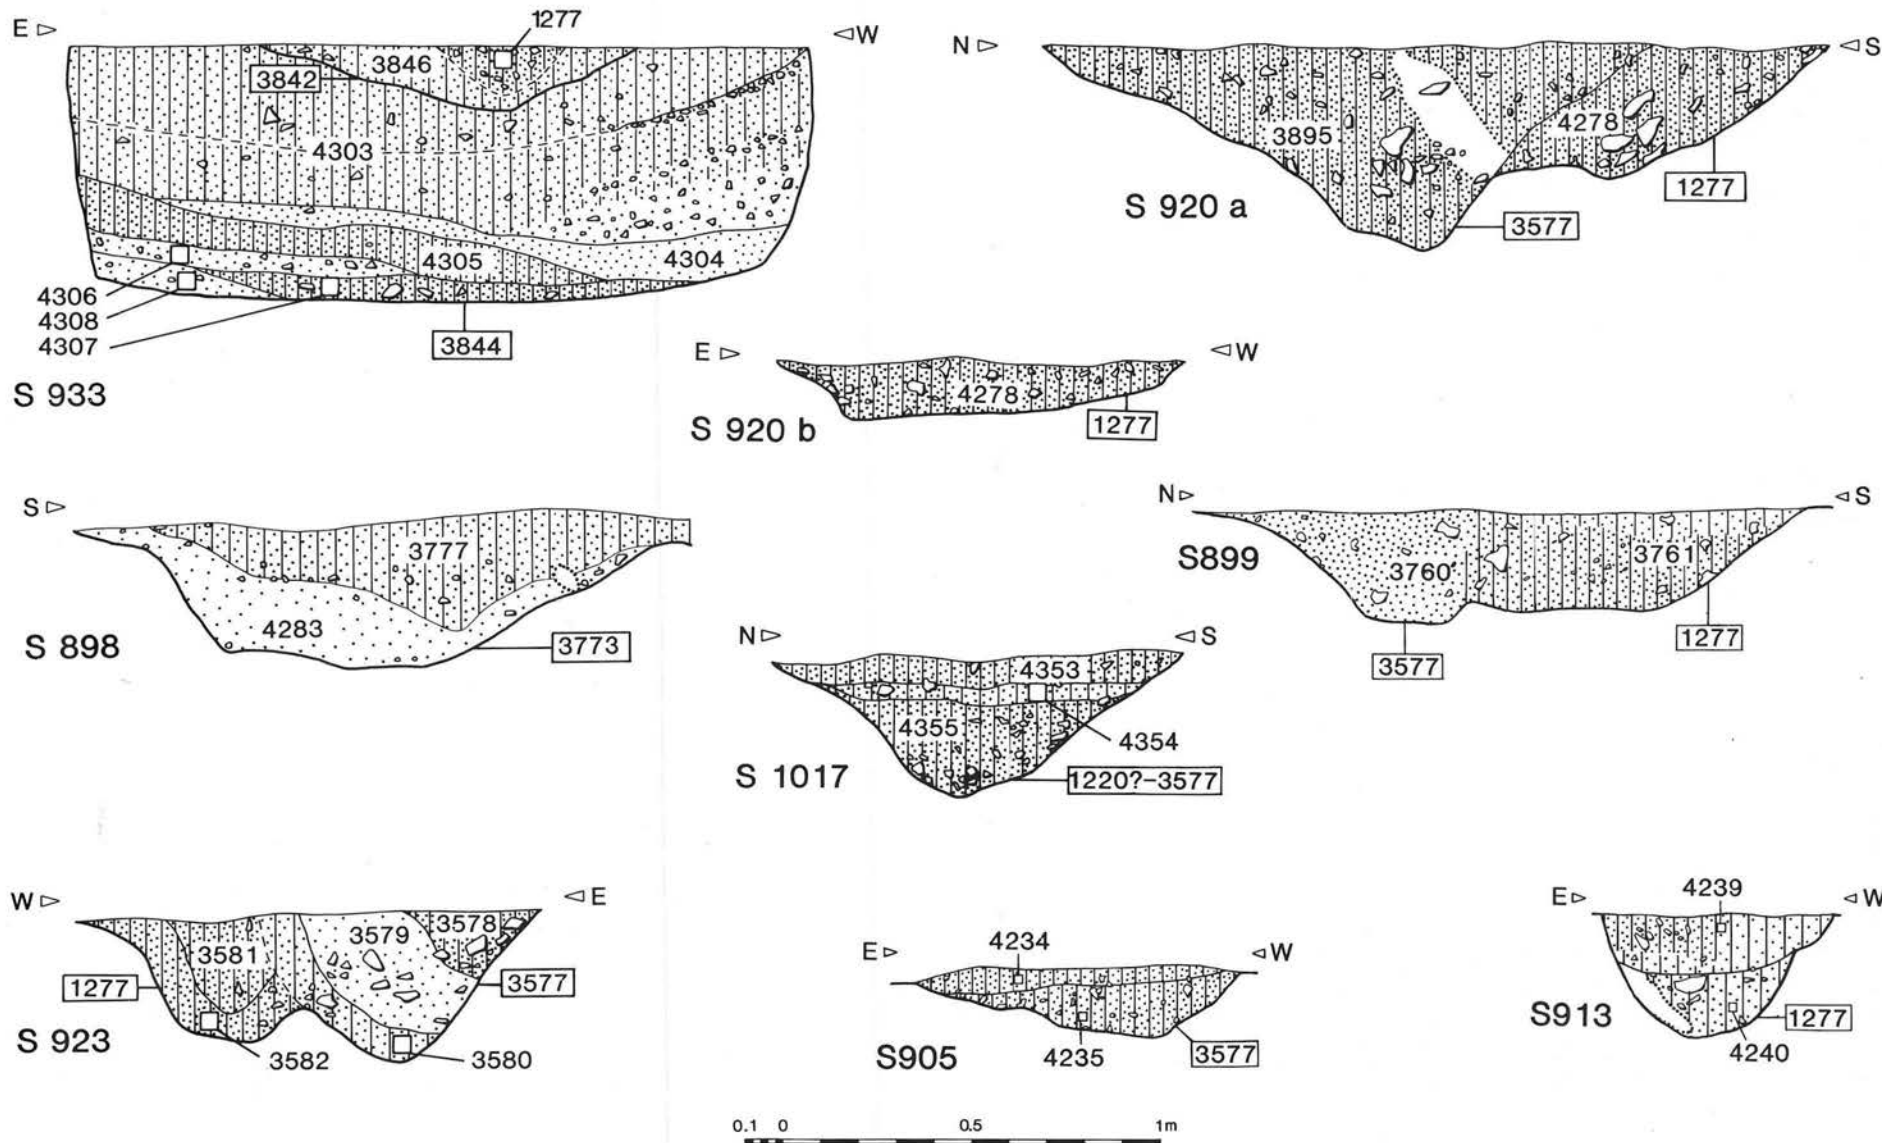 E W
1277
3846
3842
4303
4305 4304
4306
4308
4307
3844
S 933
N S
3895 4278
1277
3577
S 920 a
E W
4278
1277
S 920 b
S
3777
4283
3773
S 898
N S
S899
3760 3761
1277
3577
N S
4353
4355
4354
1220?-3577
S 1017
W E
3578
3579
3581
1277 3577
3582 3580
S 923
E W
4234
4235
3577
S905
E W
4239
1277
4240
S913
0.1 0 0.5 1m